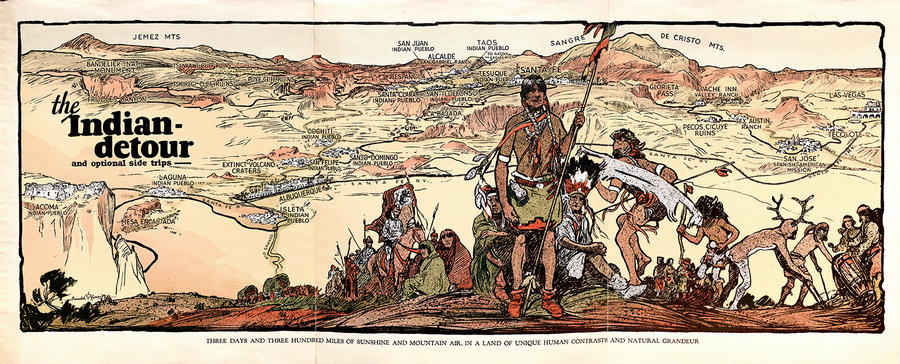 JEMEZ MTS
SANGRE DE CRISTO MTS.
SAN JUAN
INDIAN PUEBLO
TAOS
INDIAN PUEBLO
ALCALDE
BANDELIER NAT'L
MONUMENT
PUYE
ESPANOLA
SANTA CLARA
INDIAN PUEBLO
SAN ILDEFONSO
INDIAN PUEBLO
TESUQUE
INDIAN PUEBLO
SANTA FE
LA BAJADA
GLORIETA
PASS
APACHE INN
VALLEY RANCH
LAS VEGAS
PECOS, CICUYE
RUINS
AUSTIN
RANCH
TECOLOTE
SAN JOSE
SPANISH-AMERICAN
MISSION
the
Indian-
detour
and optional side trips
COCHITI
INDIAN PUEBLO
EXTINCT VOLCANO
CRATERS
SAN FELIPE
INDIAN PUEBLO
SANTO DOMINGO
INDIAN PUEBLO
LAGUNA
INDIAN PUEBLO
ALBUQUERQUE
ACOMA
INDIAN PUEBLO
MESA ENCANTADA
ISLETA
INDIAN
PUEBLO
THREE DAYS AND THREE HUNDRED MILES OF SUNSHINE AND MOUNTAIN AIR, IN A LAND OF UNIQUE HUMAN CONTRASTS AND NATURAL GRANDEUR